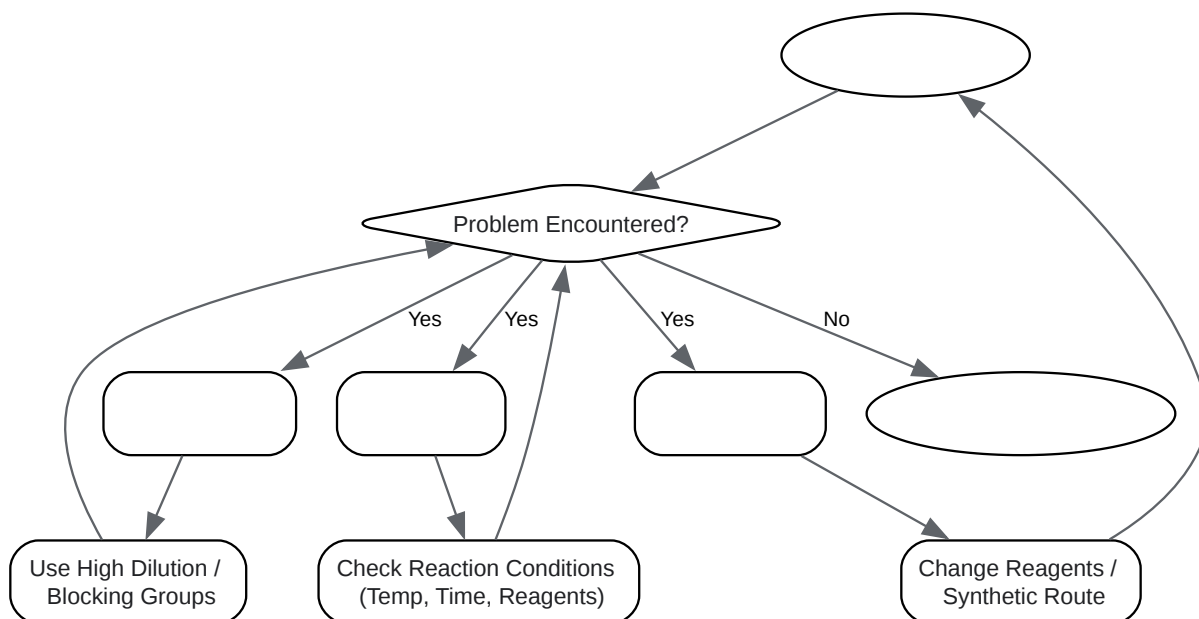 Problem Encountered?
Yes
Yes
Yes
No
Use High Dilution /
Blocking Groups
Check Reaction Conditions
(Temp, Time, Reagents)
Change Reagents /
Synthetic Route